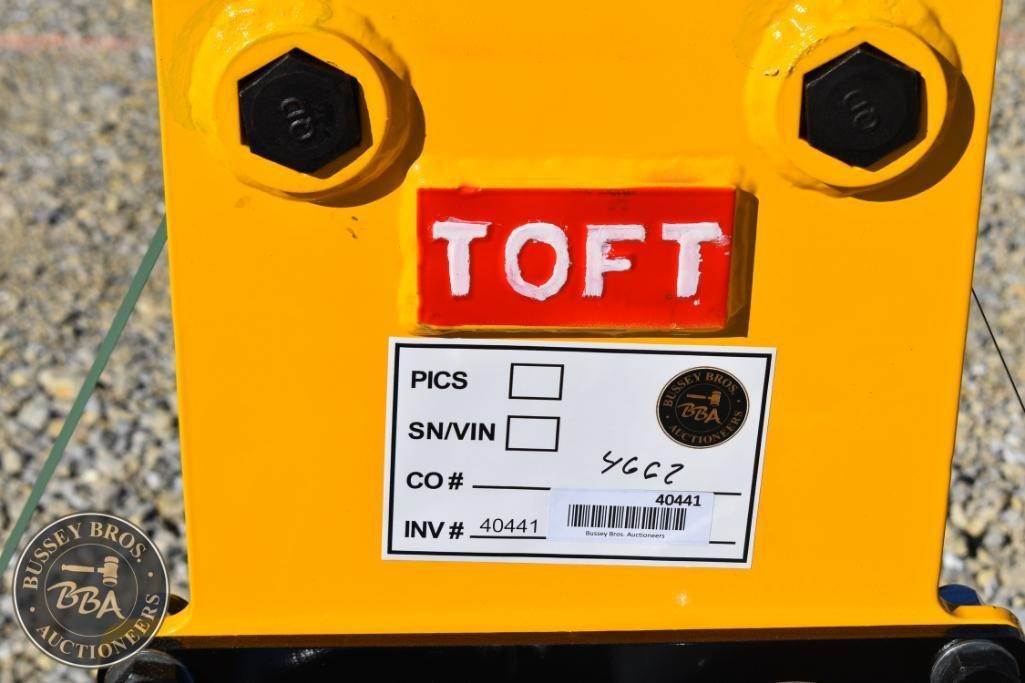 TOFT
PICS
BUSSEY BROS.
BBA
AUCTIONEERS
SN/VIN
CO #
40441
INV # 40441
Bussey Bros. Auctioneers
BUSSEY BROS.
BBA
AUCTIONEERS